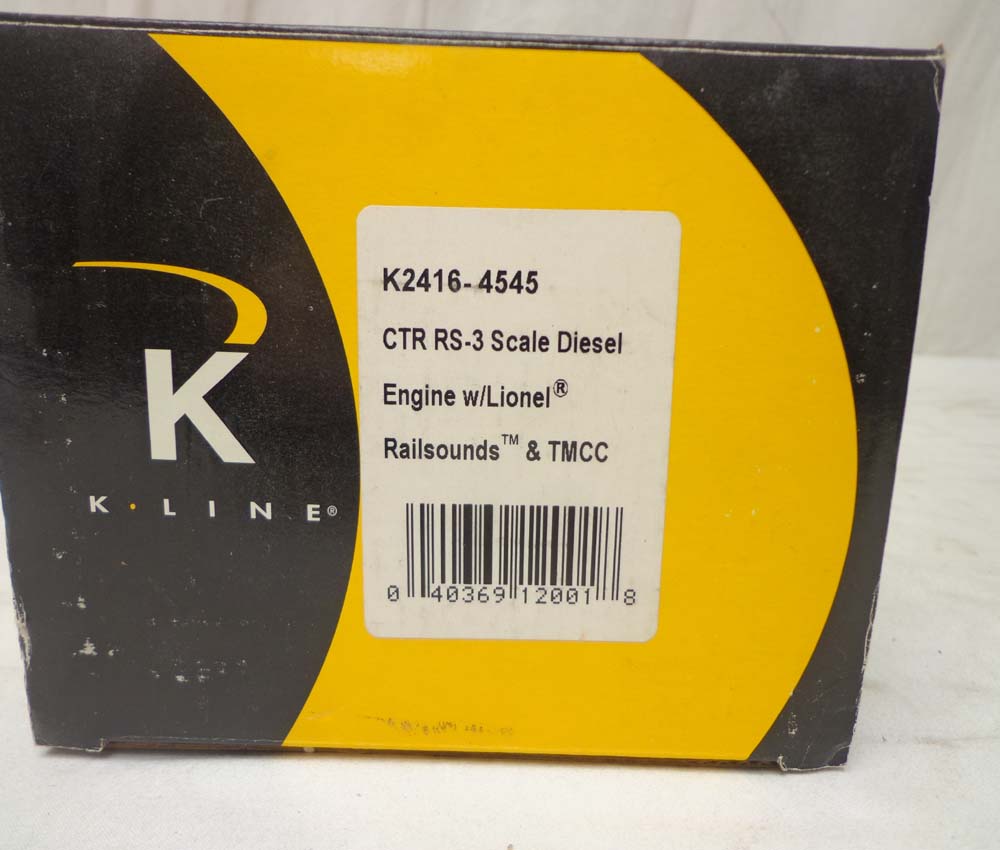 K
K·LINE®
K2416-4545
CTR RS-3 Scale Diesel
Engine w/Lionel®
Railsounds™ & TMCC
0 40369 12001 8